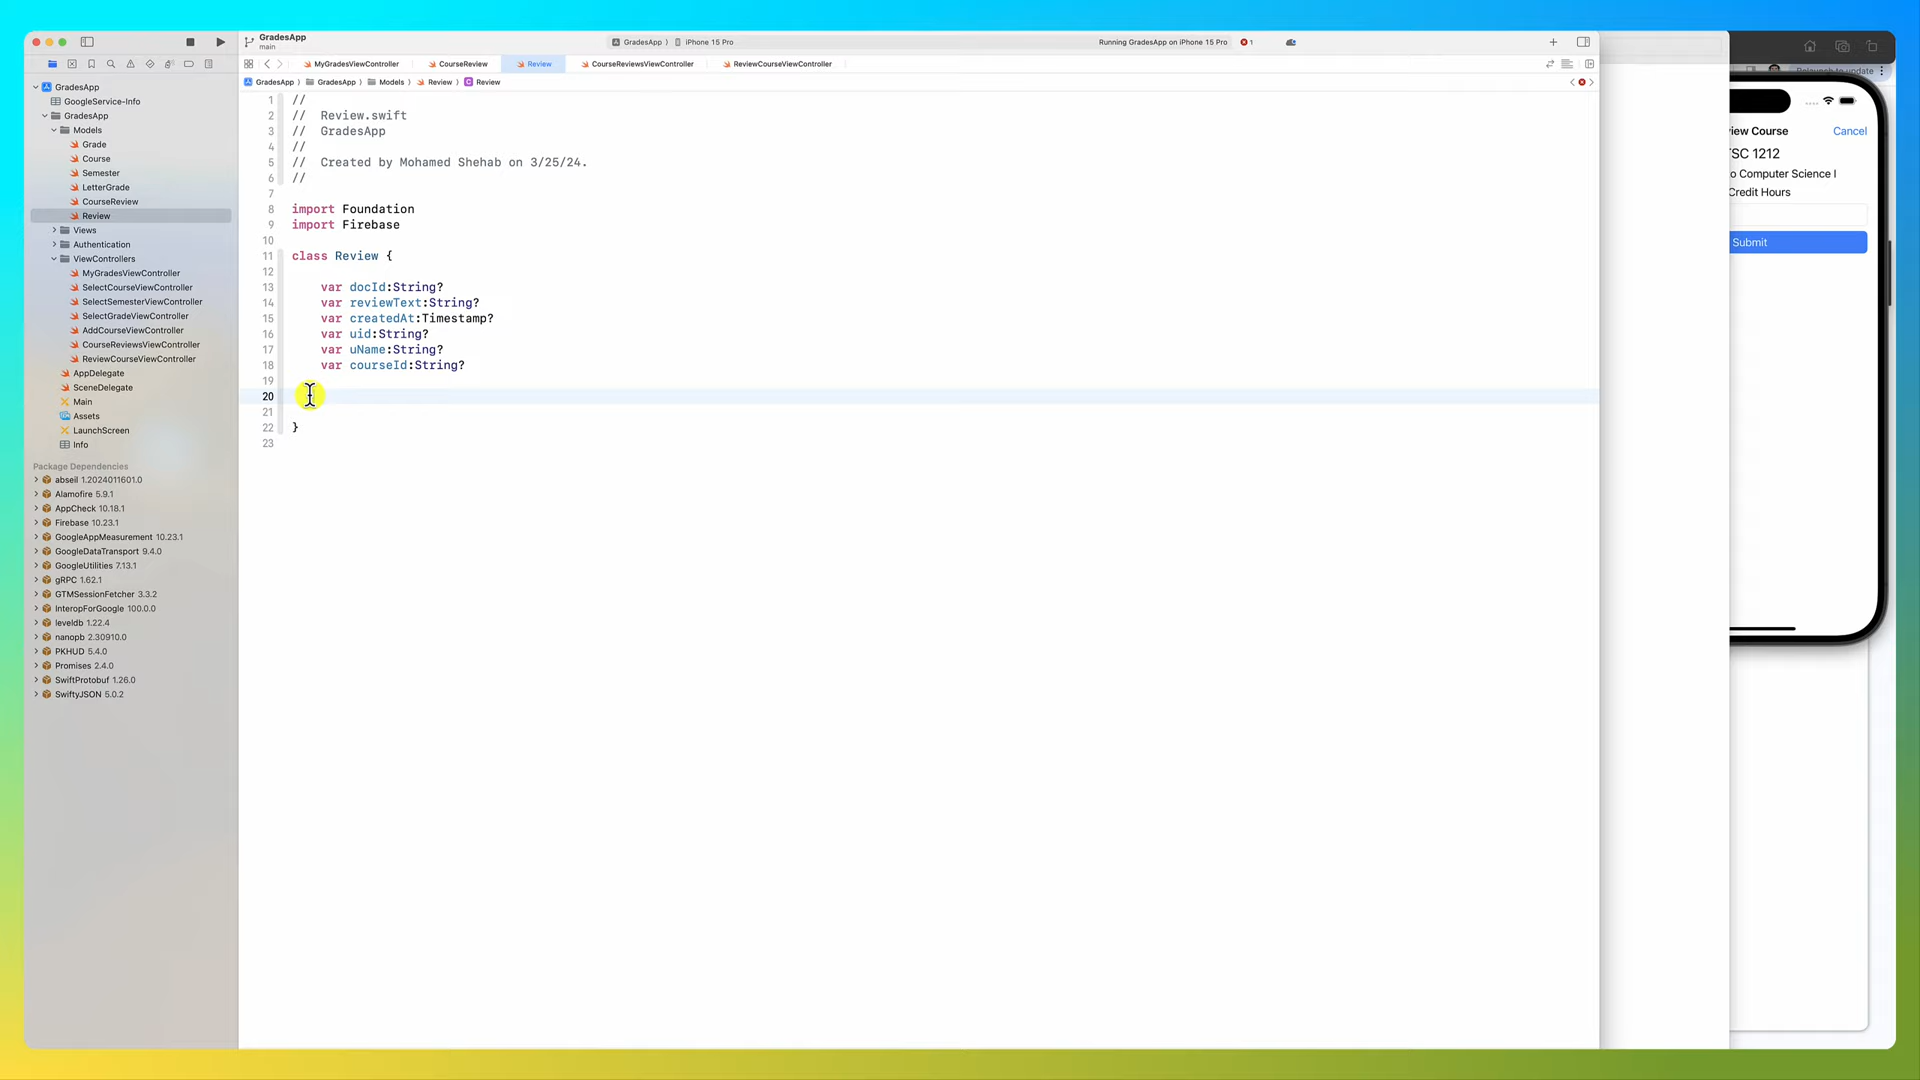 GradesApp
main
GradesApp
iPhone 15 Pro
Running GradesApp on iPhone 15 Pro
1
MyGradesViewController
CourseReview
Review
CourseReviewsViewController
ReviewCourseViewController
GradesApp
GradesApp
Models
Review
Review
GradesApp
GoogleService-Info
GradesApp
Models
Grade
Course
Semester
LetterGrade
CourseReview
Review
Views
Authentication
ViewControllers
MyGradesViewController
SelectCourseViewController
SelectSemesterViewController
SelectGradeViewController
AddCourseViewController
CourseReviewsViewController
ReviewCourseViewController
AppDelegate
SceneDelegate
Main
Assets
LaunchScreen
Info
Package Dependencies
abseil 1.2024011601.0
Alamofire 5.9.1
AppCheck 10.18.1
Firebase 10.23.1
GoogleAppMeasurement 10.23.1
GoogleDataTransport 9.4.0
GoogleUtilities 7.13.1
gRPC 1.62.1
GTMSessionFetcher 3.3.2
InteropForGoogle 100.0.0
leveldb 1.22.4
nanopb 2.30910.0
PKHUD 5.4.0
Promises 2.4.0
SwiftProtobuf 1.26.0
SwiftyJSON 5.0.2
1 //
2 // Review.swift
3 // GradesApp
4 //
5 // Created by Mohamed Shehab on 3/25/24.
6 //
7
8 import Foundation
9 import Firebase
10
11 class Review {
12
13 var docId:String?
14 var reviewText:String?
15 var createdAt:Timestamp?
16 var uid:String?
17 var uName:String?
18 var courseId:String?
19
20
21
22 }
23
iew Course
Cancel
SC 1212
o Computer Science I
Credit Hours
Submit